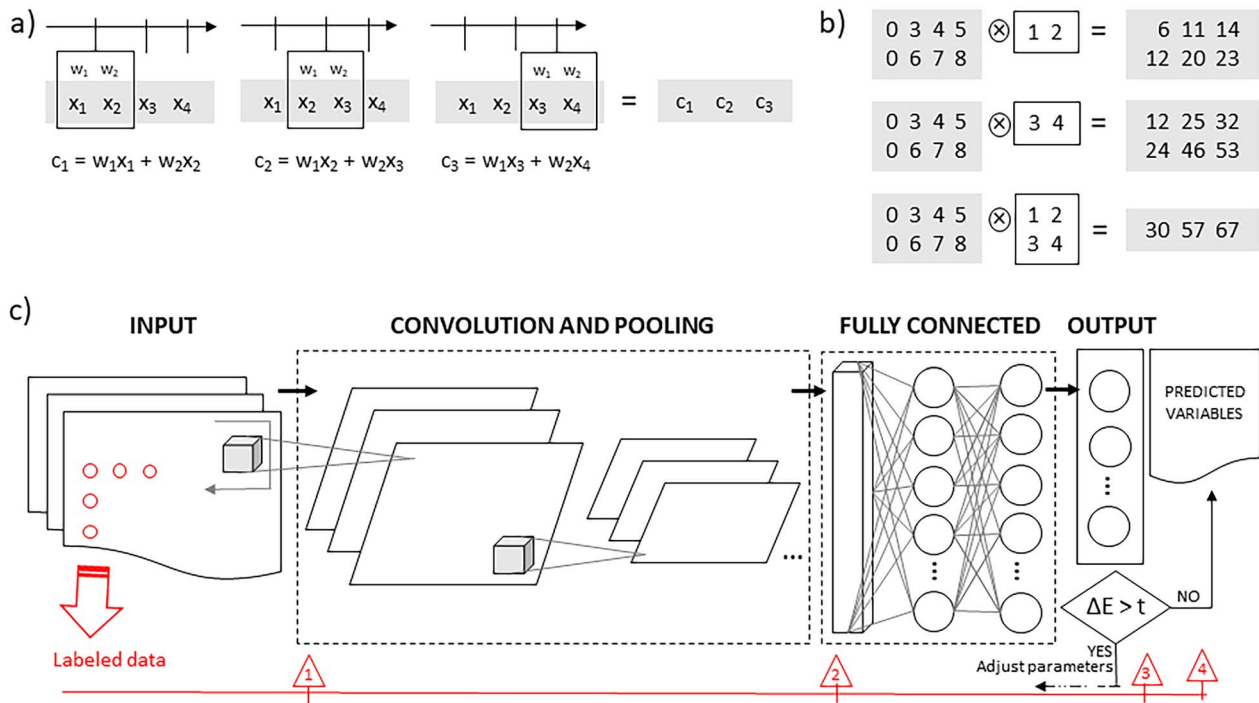 a)
w₁ w₂
x₁ x₂ x₃ x₄
c₁ = w₁x₁ + w₂x₂
w₁ w₂
x₁ x₂ x₃ x₄
c₂ = w₁x₂ + w₂x₃
w₁ w₂
x₁ x₂ x₃ x₄
c₃ = w₁x₃ + w₂x₄
= c₁ c₂ c₃
b)
0 3 4 5 ⊗ 1 2 = 6 11 14
0 6 7 8 12 20 23
0 3 4 5 ⊗ 3 4 = 12 25 32
0 6 7 8 24 46 53
0 3 4 5 ⊗ 1 2 = 30 57 67
0 6 7 8 3 4
c)
INPUT
CONVOLUTION AND POOLING
FULLY CONNECTED
OUTPUT
PREDICTED
VARIABLES
...
ΔE > t
NO
YES
Adjust parameters
Labeled data
1
2
3
4